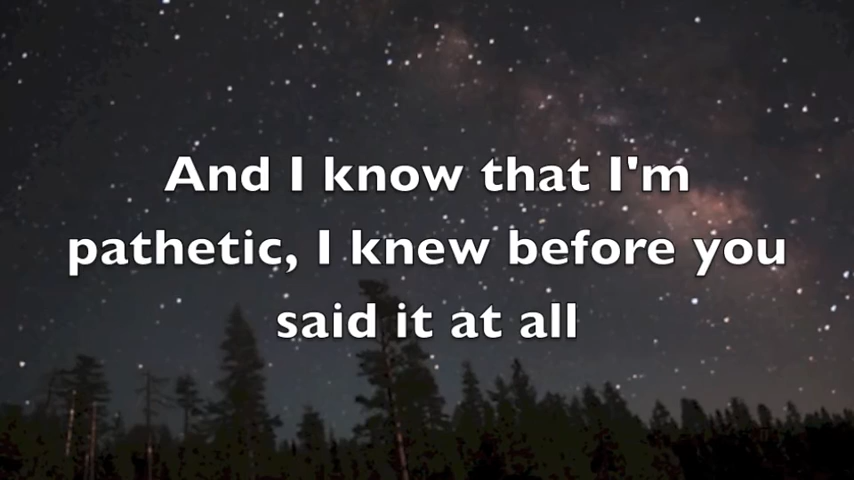 And I know that I'm
pathetic, I knew before you
said it at all